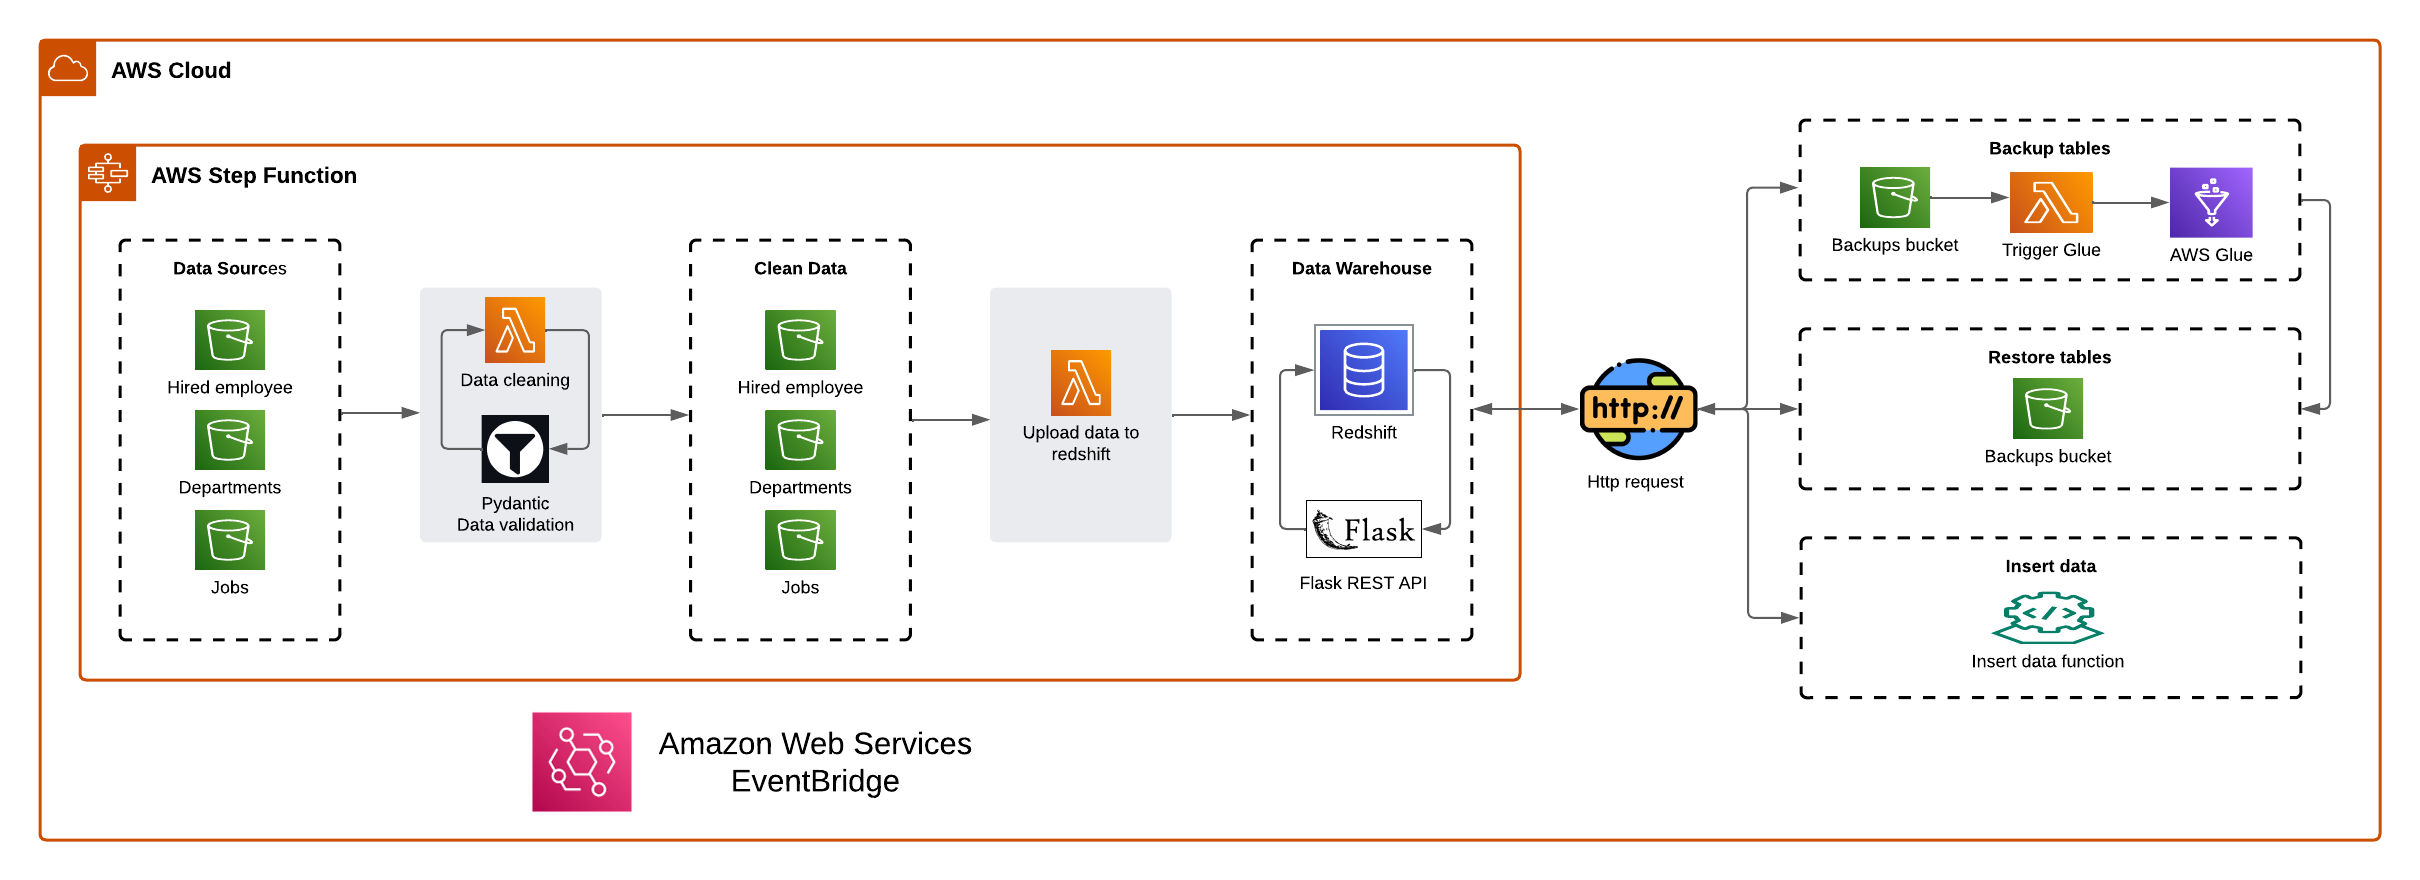 AWS Cloud
AWS Step Function
Data Sources
Hired employee
Departments
Jobs
Data cleaning
Pydantic
Data validation
Clean Data
Hired employee
Departments
Jobs
Upload data to
redshift
Data Warehouse
Redshift
Flask
Flask REST API
http://
Http request
Backup tables
Backups bucket
Trigger Glue
AWS Glue
Restore tables
Backups bucket
Insert data
</>
Insert data function
Amazon Web Services
EventBridge